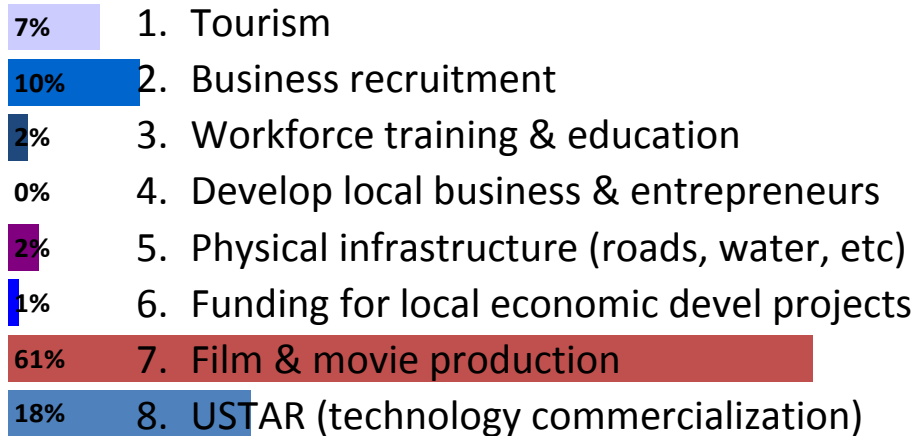 7% 1. Tourism
10% 2. Business recruitment
2% 3. Workforce training & education
0% 4. Develop local business & entrepreneurs
2% 5. Physical infrastructure (roads, water, etc)
1% 6. Funding for local economic devel projects
61% 7. Film & movie production
18% 8. USTAR (technology commercialization)